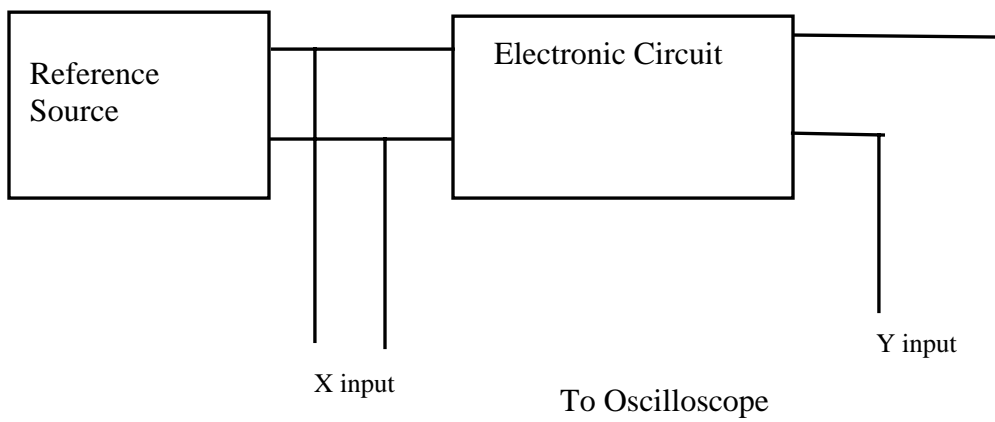 Reference
Source
Electronic Circuit
X input
Y input
To Oscilloscope